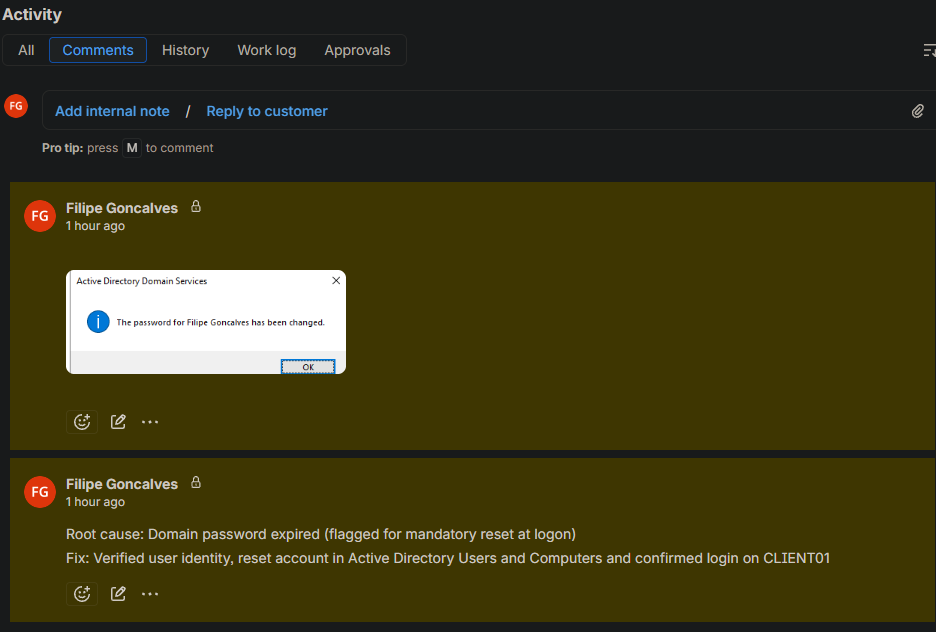 Activity
All Comments History Work log Approvals
FG
Add internal note / Reply to customer
Pro tip: press M to comment
FG
Filipe Goncalves
1 hour ago
Active Directory Domain Services
The password for Filipe Goncalves has been changed.
OK
FG
Filipe Goncalves
1 hour ago
Root cause: Domain password expired (flagged for mandatory reset at logon)
Fix: Verified user identity, reset account in Active Directory Users and Computers and confirmed login on CLIENT01